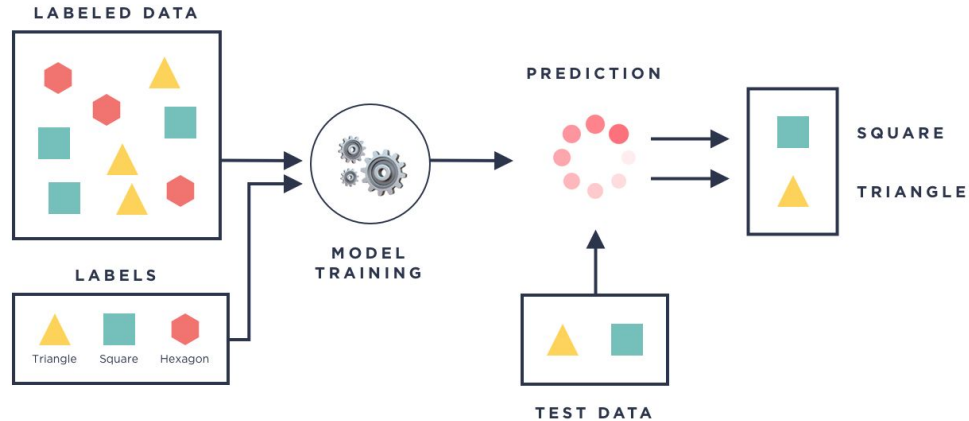 LABELED DATA
PREDICTION
SQUARE
TRIANGLE
MODEL
TRAINING
LABELS
Triangle Square Hexagon
TEST DATA